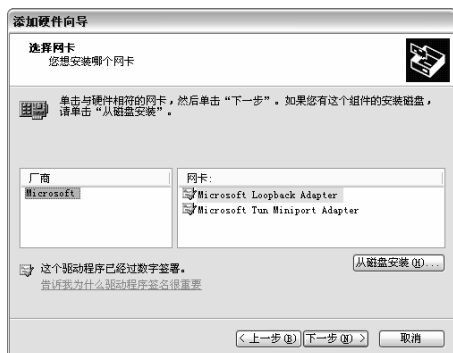 添加硬件向导
选择网卡
您想安装哪个网卡
单击与硬件相符的网卡，然后单击“下一步”。如果您有这个组件的安装磁盘，
请单击“从磁盘安装”。
厂商
Microsoft
网卡:
Microsoft Loopback Adapter
Microsoft Tun Miniport Adapter
这个驱动程序已经过数字签署。
告诉我为什么驱动程序签名很重要
从磁盘安装(H)...
< 上一步(B) 下一步(N) > 取消